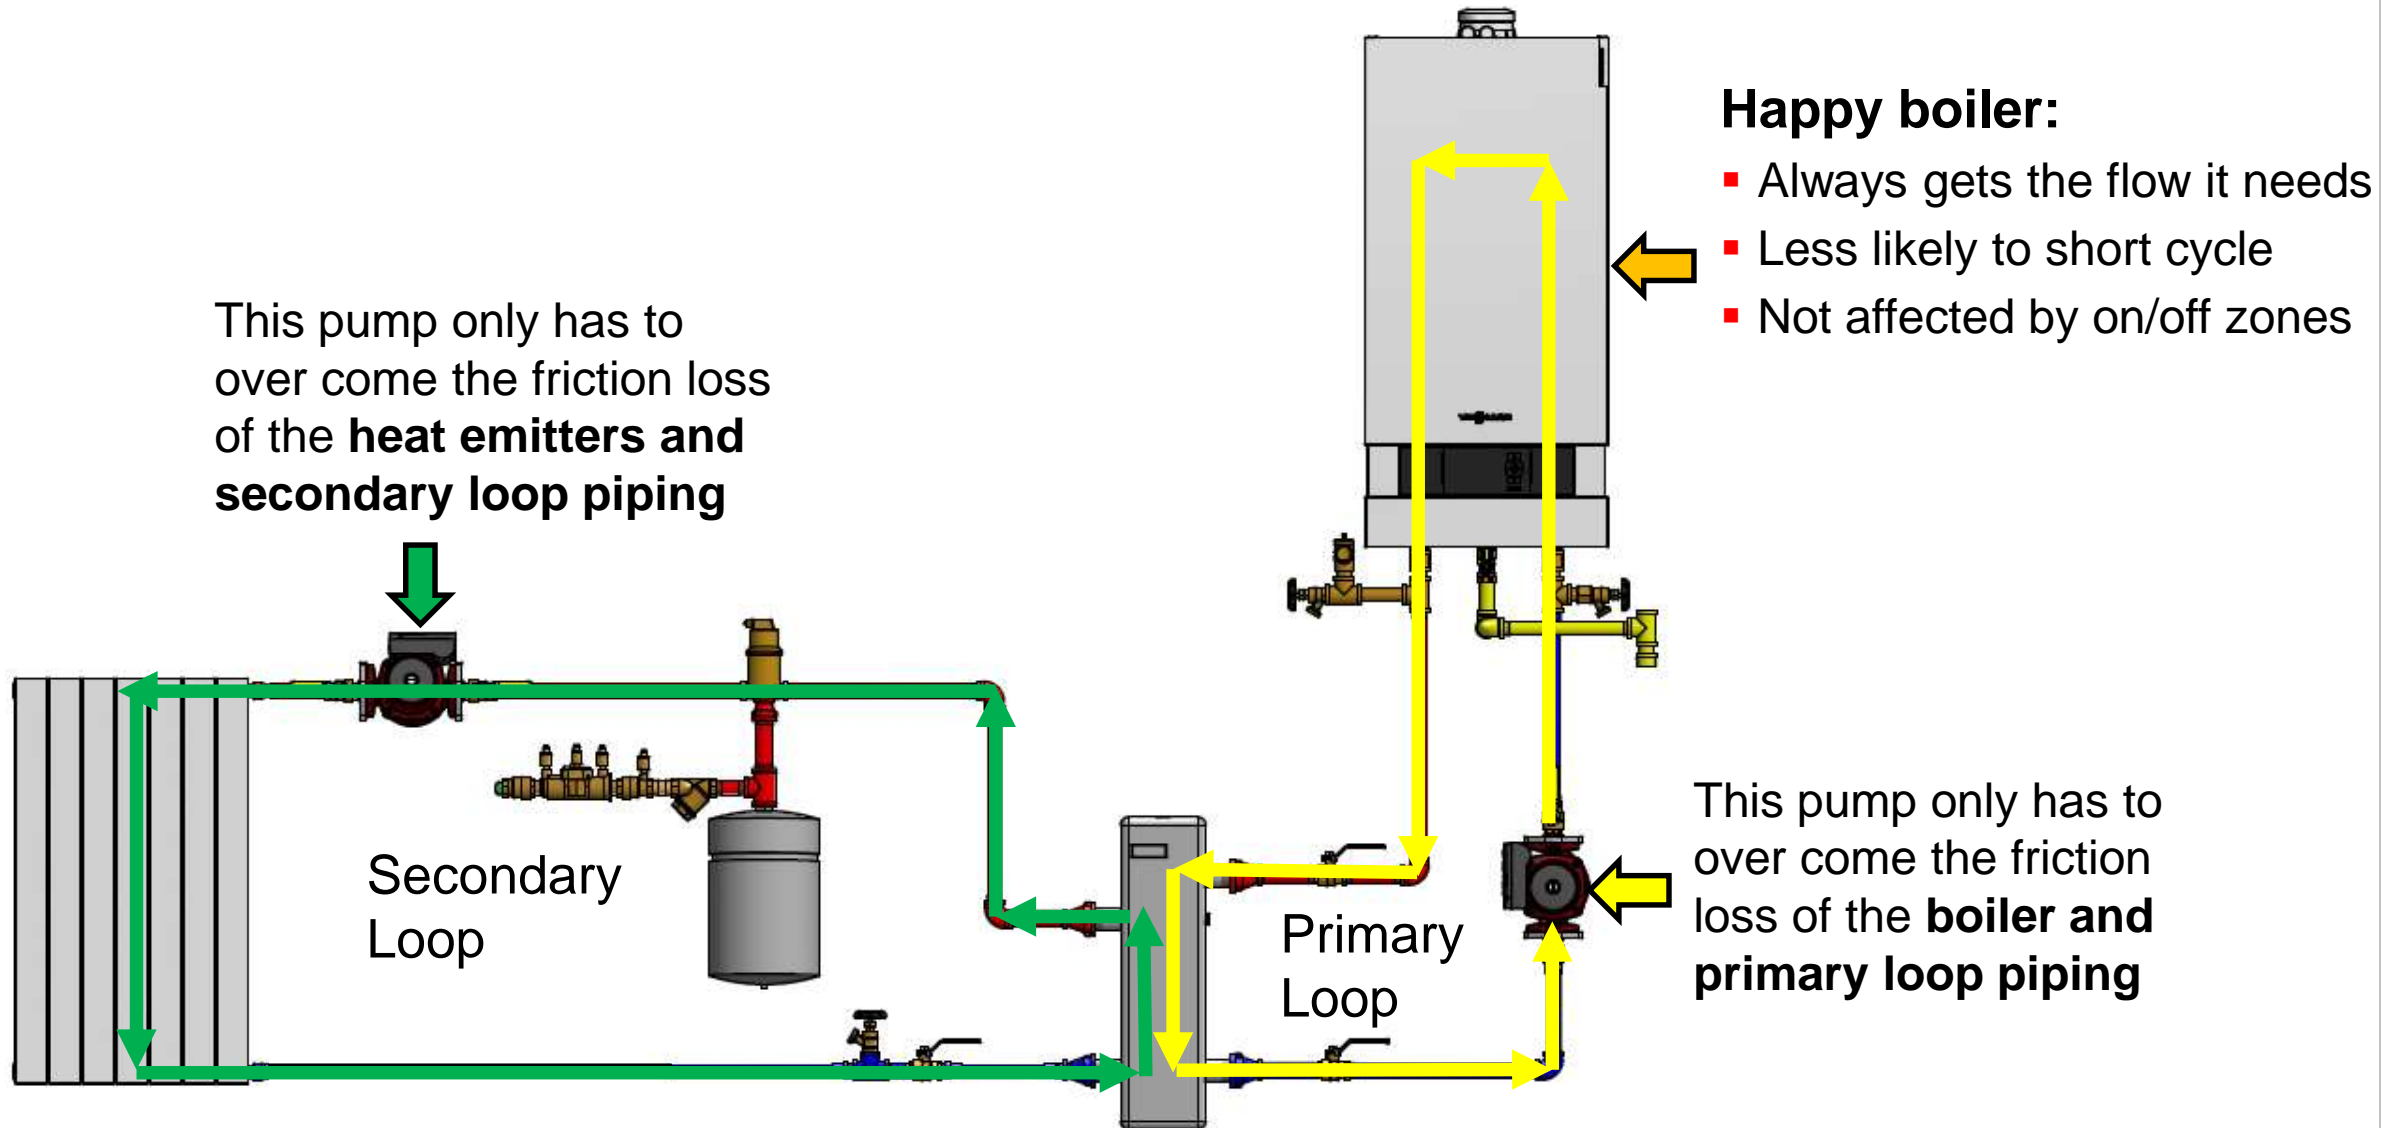 Happy boiler:
▪ Always gets the flow it needs
▪ Less likely to short cycle
▪ Not affected by on/off zones
This pump only has to
over come the friction loss
of the heat emitters and
secondary loop piping
Secondary
Loop
Primary
Loop
This pump only has to
over come the friction
loss of the boiler and
primary loop piping